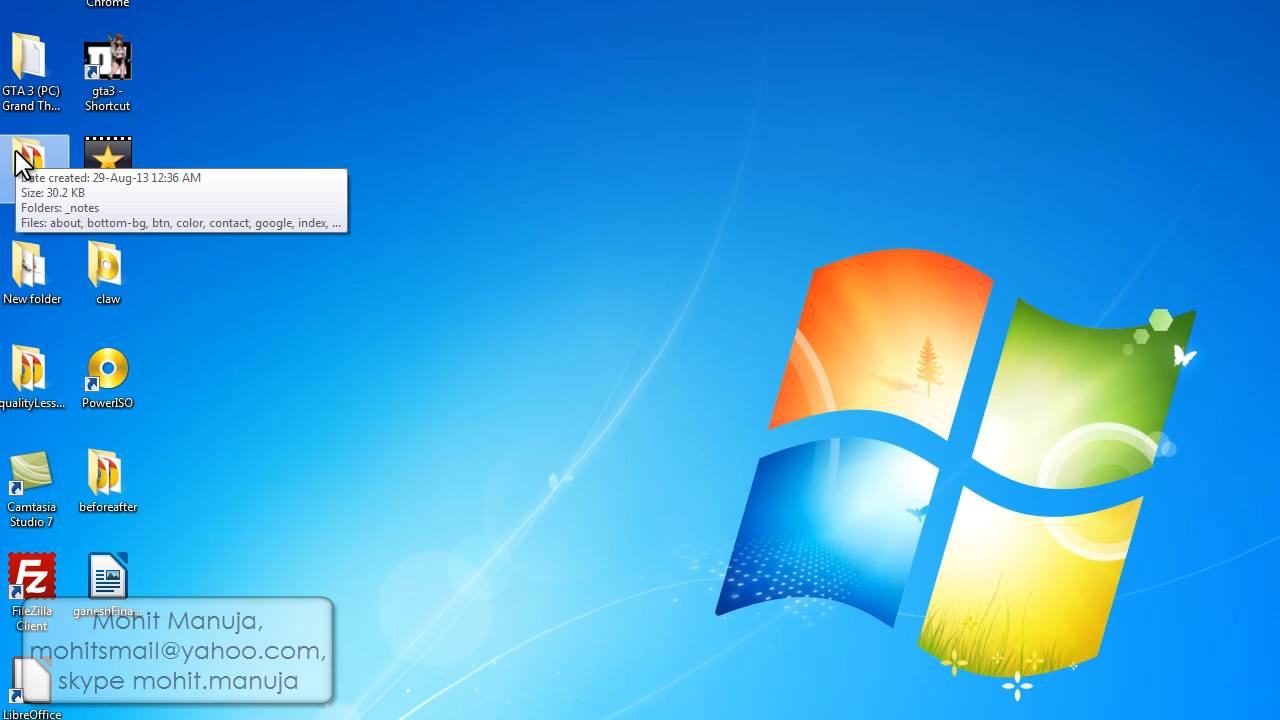 Chrome
GTA 3 (PC)
Grand Th...
gta3 -
Shortcut
Date created: 29-Aug-13 12:36 AM
Size: 30.2 KB
Folders: _notes
Files: about, bottom-bg, btn, color, contact, google, index, ...
New folder
claw
qualityLess...
PowerISO
Camtasia
Studio 7
beforeafter
FileZilla
Client
ganeshFina...
Mohit Manuja,
mohitsmail@yahoo.com,
skype mohit.manuja
LibreOffice